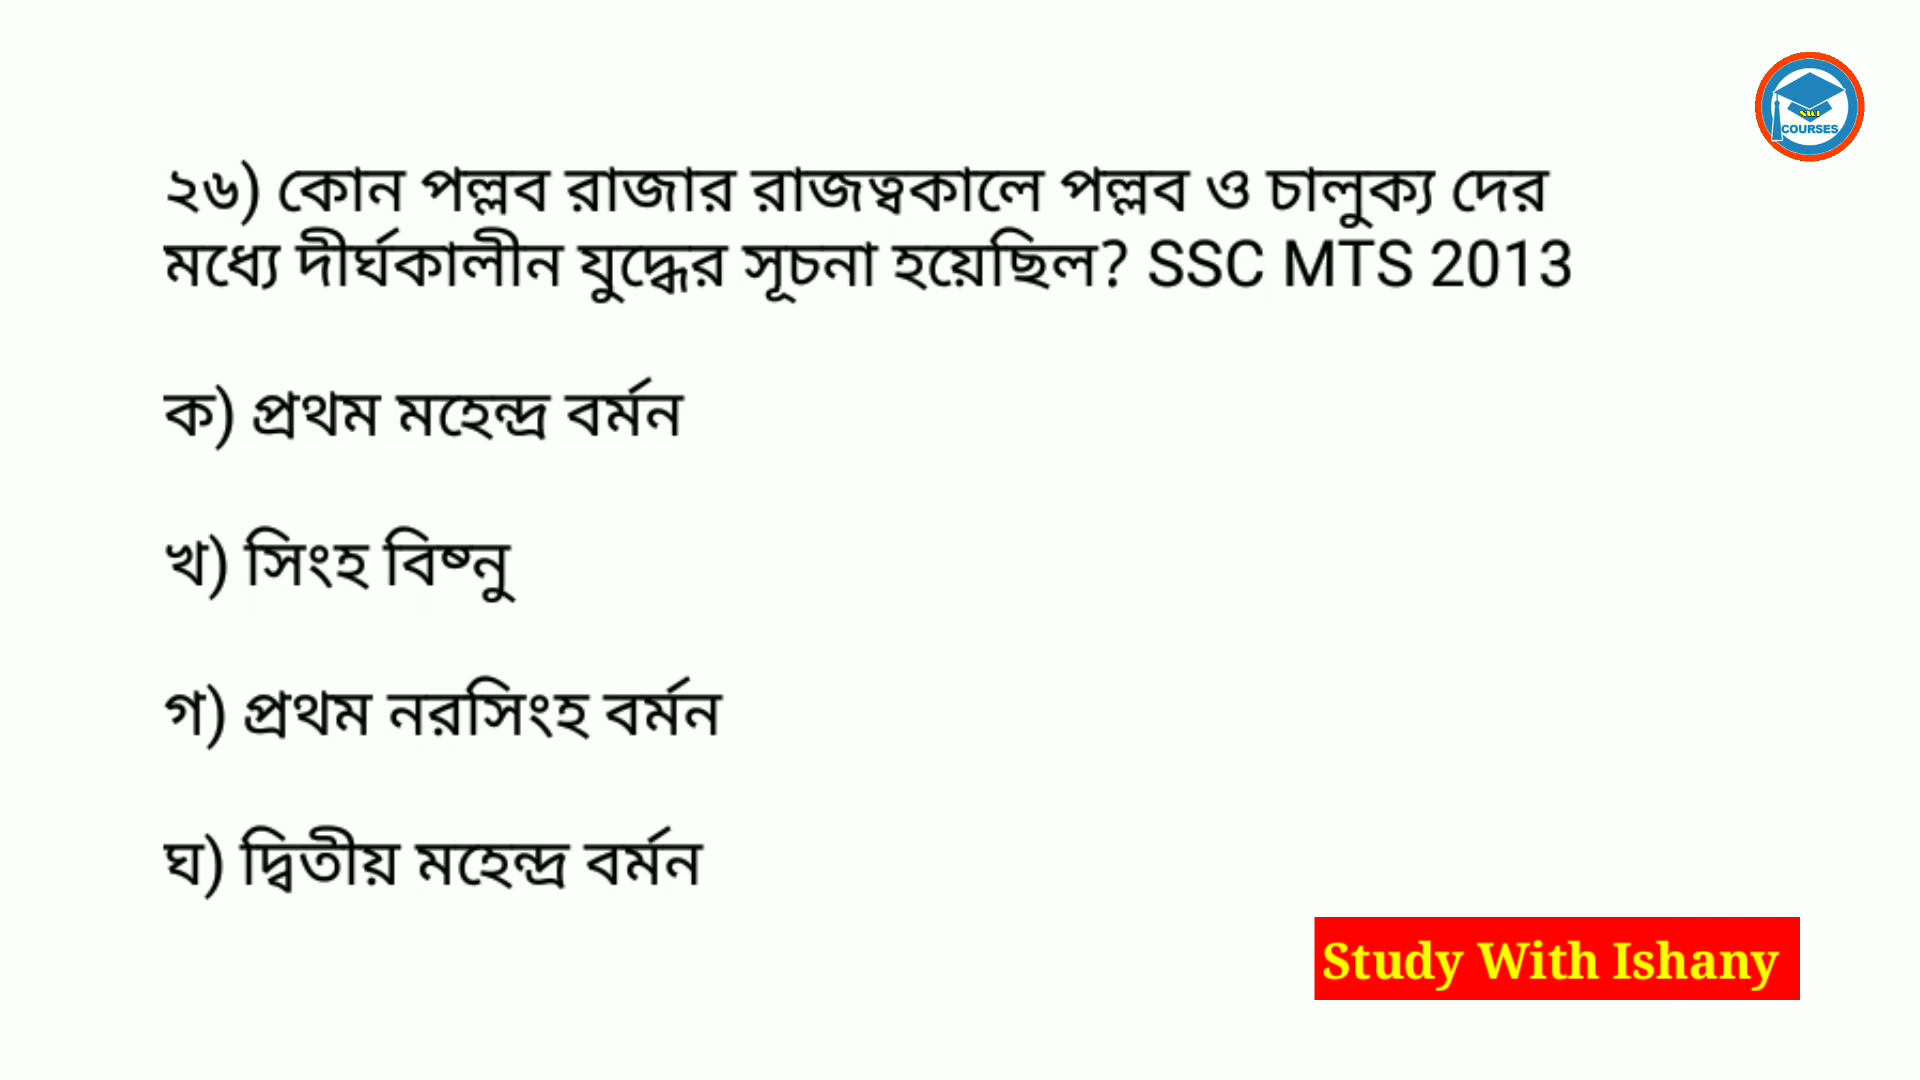 ২৬) কোন পল্লব রাজার রাজত্বকালে পল্লব ও চালুক্য দের
মধ্যে দীর্ঘকালীন যুদ্ধের সূচনা হয়েছিল? SSC MTS 2013
ক) প্রথম মহেন্দ্র বর্মন
খ) সিংহ বিষ্নু
গ) প্রথম নরসিংহ বর্মন
ঘ) দ্বিতীয় মহেন্দ্র বর্মন
SWI
COURSES
Study With Ishany